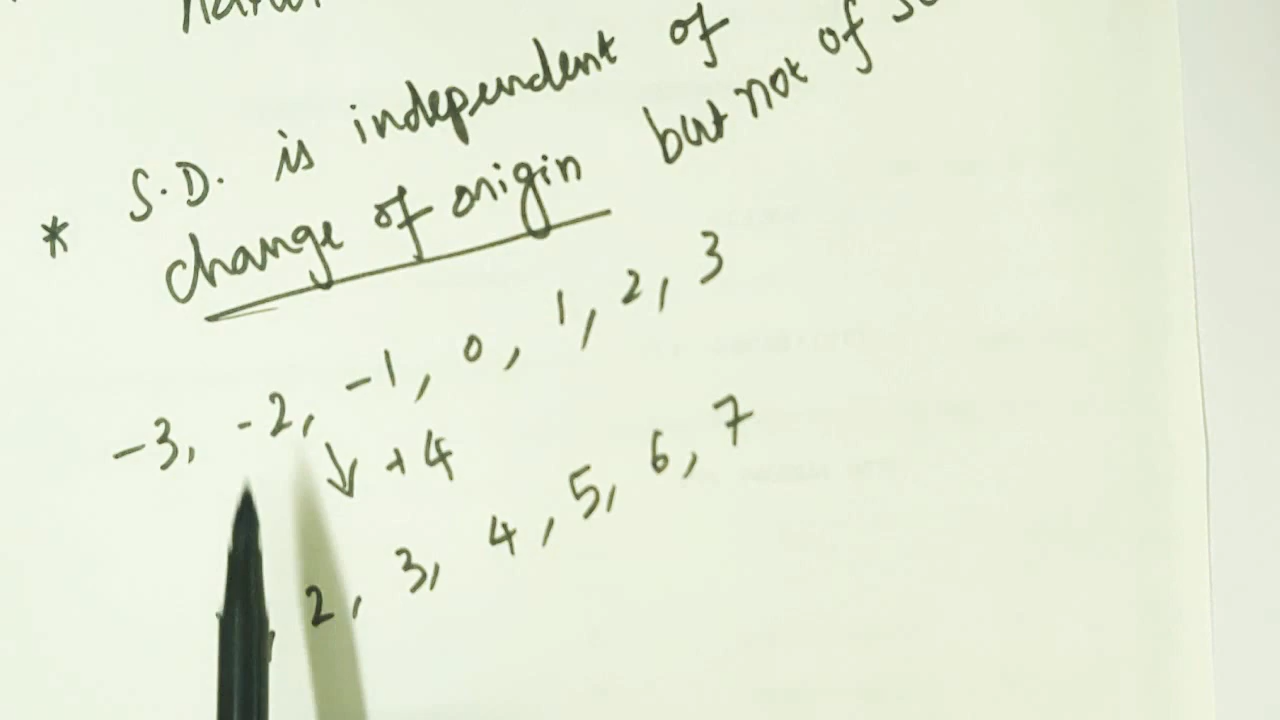 * S.D. is independent of
change of origin but not of
-3, -2, -1, 0, 1, 2, 3
↓ + 4
, 2, 3, 4, 5, 6, 7